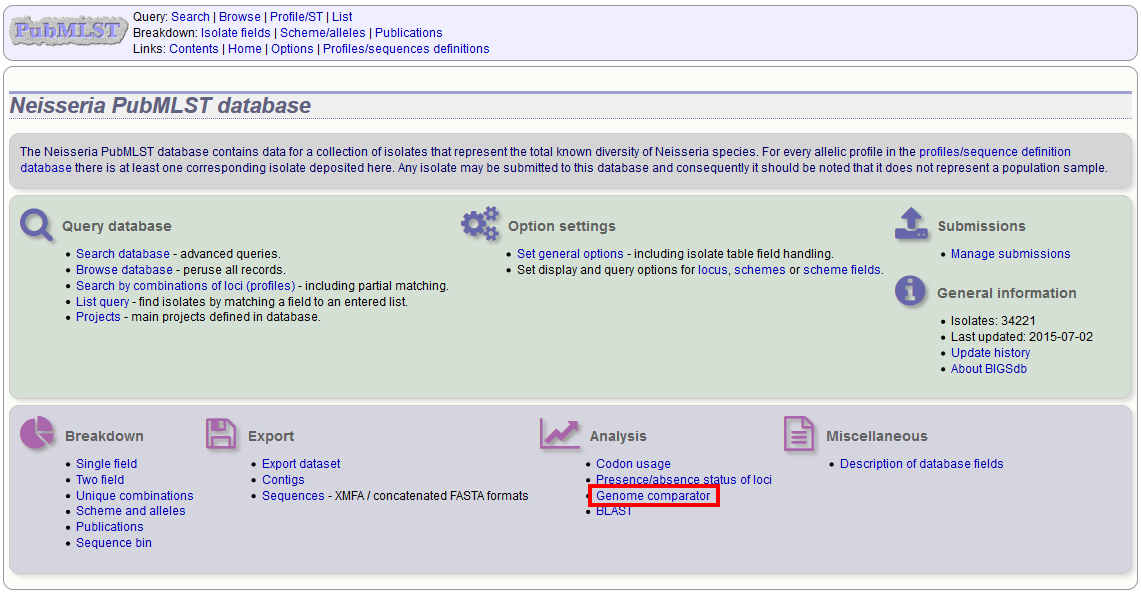 PubMLST
Query: Search | Browse | Profile/ST | List
Breakdown: Isolate fields | Scheme/alleles | Publications
Links: Contents | Home | Options | Profiles/sequences definitions
Neisseria PubMLST database
The Neisseria PubMLST database contains data for a collection of isolates that represent the total known diversity of Neisseria species. For every allelic profile in the profiles/sequence definition
database there is at least one corresponding isolate deposited here. Any isolate may be submitted to this database and consequently it should be noted that it does not represent a population sample.
Query database
• Search database - advanced queries.
• Browse database - peruse all records.
• Search by combinations of loci (profiles) - including partial matching.
• List query - find isolates by matching a field to an entered list.
• Projects - main projects defined in database.
Option settings
• Set general options - including isolate table field handling.
• Set display and query options for locus, schemes or scheme fields.
Submissions
• Manage submissions
General information
• Isolates: 34221
• Last updated: 2015-07-02
• Update history
• About BIGSdb
Breakdown
• Single field
• Two field
• Unique combinations
• Scheme and alleles
• Publications
• Sequence bin
Export
• Export dataset
• Contigs
• Sequences - XMFA / concatenated FASTA formats
Analysis
• Codon usage
• Presence/absence status of loci
• Genome comparator
• BLAST
Miscellaneous
• Description of database fields